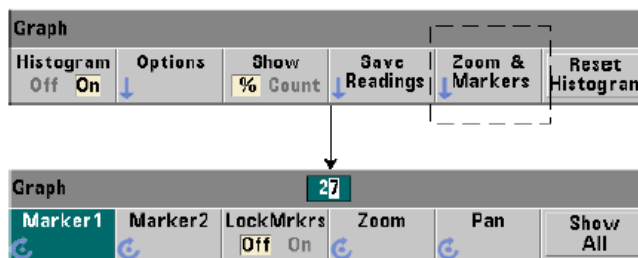 Graph
Histogram Options Show Save Zoom & Reset
Off On % Count Readings Markers Histogram
Graph 27
Marker1 Marker2 LockMrkrs Zoom Pan Show
Off On All